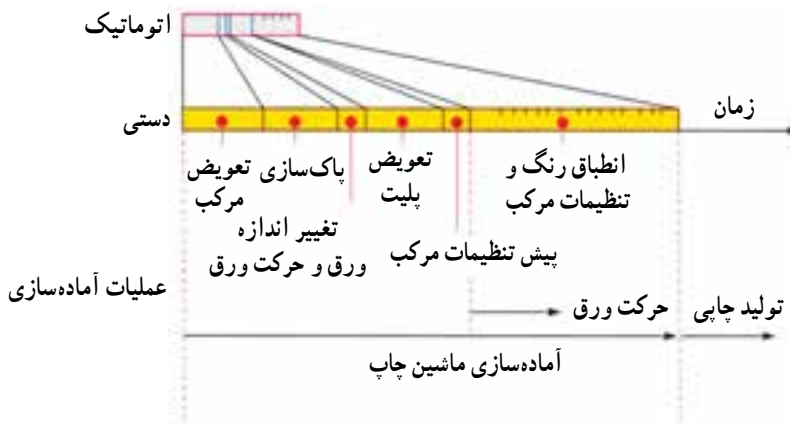 اتوماتیک
دستی
زمان
تعویض مرکب
پاک‌سازی
تغییر اندازه
ورق و حرکت ورق
تعویض
پلیت
پیش تنظیمات مرکب
انطباق رنگ و
تنظیمات مرکب
عملیات آماده‌سازی
حرکت ورق
تولید چاپی
آماده‌سازی ماشین چاپ